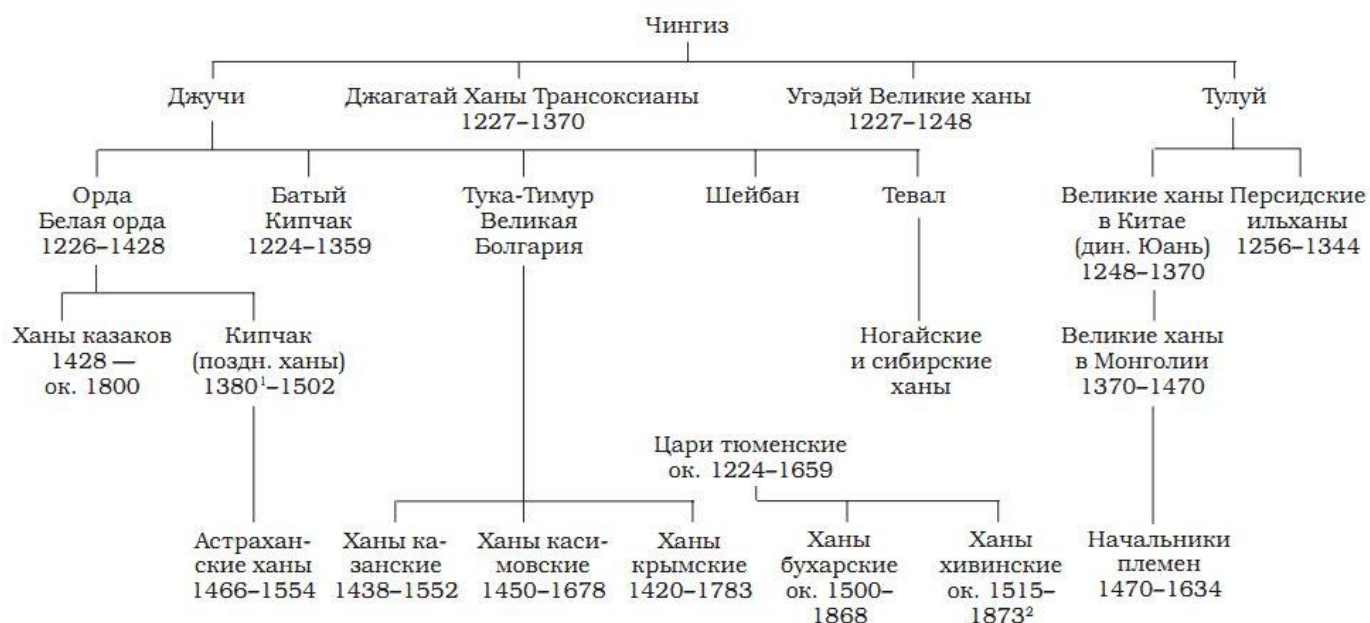 Чингиз
Джучи
Джагатай Ханы Трансоксианы
1227–1370
Угэдэй Великие ханы
1227–1248
Тулуй
Орда
Белая орда
1226–1428
Батый
Кипчак
1224–1359
Тука-Тимур
Великая
Болгария
Шейбан
Тевал
Великие ханы
в Китае
(дин. Юань)
1248–1370
Персидские
ильханы
1256–1344
Ханы казаков
1428 —
ок. 1800
Кипчак
(поздн. ханы)
1380¹–1502
Ногайские
и сибирские
ханы
Великие ханы
в Монголии
1370–1470
Цари тюменские
ок. 1224–1659
Астрахан-
ские ханы
1466–1554
Ханы ка-
занские
1438–1552
Ханы каси-
мовские
1450–1678
Ханы
крымские
1420–1783
Ханы
бухарские
ок. 1500–
1868
Ханы
хивинские
ок. 1515–
1873²
Начальники
племен
1470–1634